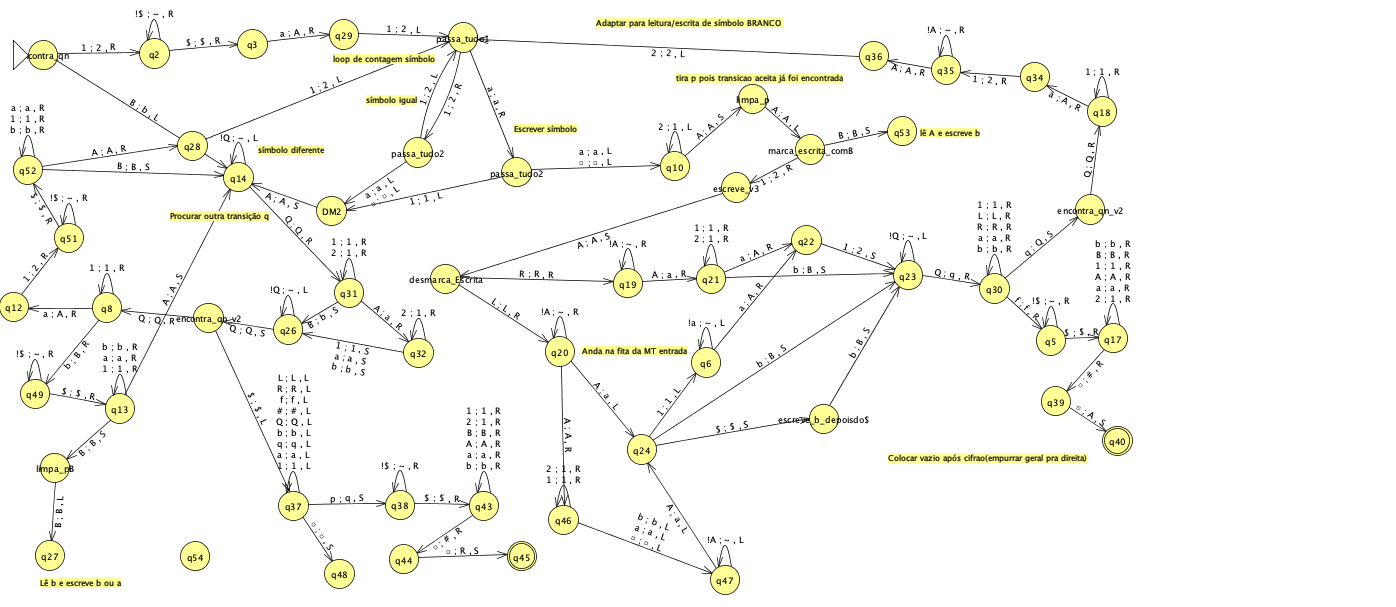 !$ ; ~ , R
Adaptar para leitura/escrita de símbolo BRANCO
1 ; 2 , R
q2
$ ; $ , R
q3
a ; A , R
q29
1 ; 2 , L
passa_tudo1
2 ; 2 , L
q36
A ; A , R
q35
!A ; ~ , R
1 ; 2 , R
q34
a ; A , R
q18
1 ; 1 , R
contra_qn
loop de contagem símbolo
1 ; 2 , L
símbolo igual
1 ; 2 , L
1 ; 2 , R
a ; a , R
Escrever símbolo
tira p pois transicao aceita já foi encontrada
limpa_p
A ; A , S
A ; A , L
2 ; 1 , L
q10
marca_escrita_comB
B ; B , S
q53
lê A e escreve b
B ; b , L
a ; a , R
1 ; 1 , R
b ; b , R
q52
A ; A , R
B ; B , S
q28
!Q ; ~ , L
q14
símbolo diferente
passa_tudo2
a ; a , L
□ ; □ , L
passa_tudo2
a ; a , L
□ ; □ , L
1 ; 1 , L
DM2
A ; A , S
Q ; Q , R
1 ; 2 , R
escreve_v3
A ; A , S
Q ; Q , R
encontra_qn_v2
q ; Q , S
$ ; $ , R
!$ ; ~ , R
q51
Procurar outra transição q
1 ; 2 , R
q12
a ; A , R
q8
1 ; 1 , R
A ; A , S
Q ; Q , R
encontra_qn_v2
Q ; Q , S
q26
!Q ; ~ , L
B ; b , S
q31
1 ; 1 , R
2 ; 1 , R
A ; a , R
q32
2 ; 1 , R
1 ; 1 , S
a ; a , S
b ; b , S
desmarca_Escrita
R ; R , R
L ; L , R
q19
!A ; ~ , R
A ; a , R
q21
1 ; 1 , R
2 ; 1 , R
a ; A , R
q22
b ; B , S
1 ; 2 , S
q23
!Q ; ~ , L
Q ; q , R
q30
1 ; 1 , R
L ; L , R
R ; R , R
a ; a , R
b ; b , R
f ; f , R
q5
!$ ; ~ , R
$ ; $ , R
q17
b ; b , R
B ; B , R
1 ; 1 , R
A ; A , R
a ; a , R
2 ; 1 , R
□ ; # , R
q39
□ ; A , S
q40
b ; B , R
!$ ; ~ , R
q49
$ ; $ , R
q13
b ; b , R
a ; a , R
1 ; 1 , R
B ; B , S
limpa_pB
B ; B , L
q27
Lê b e escreve b ou a
q54
$ ; $ , L
L ; L , L
R ; R , L
f ; f , L
# ; # , L
Q ; Q , L
b ; b , L
q ; q , L
a ; a , L
1 ; 1 , L
q37
p ; q , S
□ ; □ , S
q48
!$ ; ~ , R
q38
$ ; $ , R
q43
1 ; 1 , R
2 ; 1 , R
B ; B , R
A ; A , R
a ; a , R
b ; b , R
□ ; # , R
q44
□ ; R , S
q45
!A ; ~ , R
q20
Anda na fita da MT entrada
A ; a , L
A ; A , R
!a ; ~ , L
q6
a ; A , R
1 ; 1 , L
q24
b ; B , S
$ ; $ , S
escreve_b_depoisdo$
b ; B , S
Colocar vazio após cifrao(empurrar geral pra direita)
2 ; 1 , R
1 ; 1 , R
q46
b ; b , L
a ; a , L
□ ; □ , L
A ; a , L
!A ; ~ , L
q47